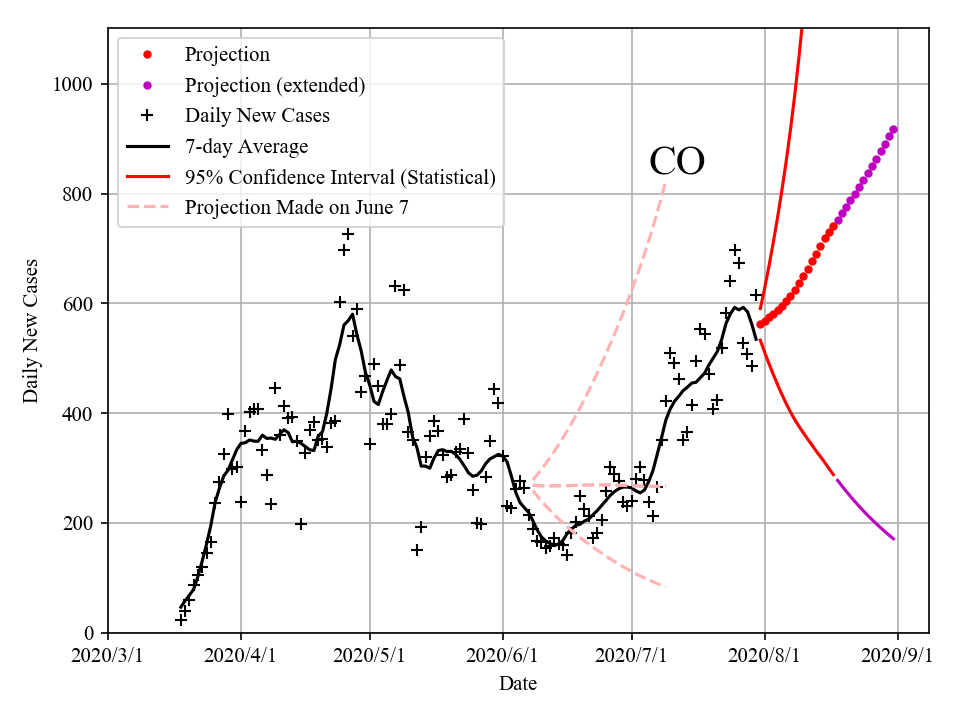 1000
800
600
400
200
0
Daily New Cases
Projection
Projection (extended)
Daily New Cases
7-day Average
95% Confidence Interval (Statistical)
Projection Made on June 7
CO
2020/3/1 2020/4/1 2020/5/1 2020/6/1 2020/7/1 2020/8/1 2020/9/1
Date